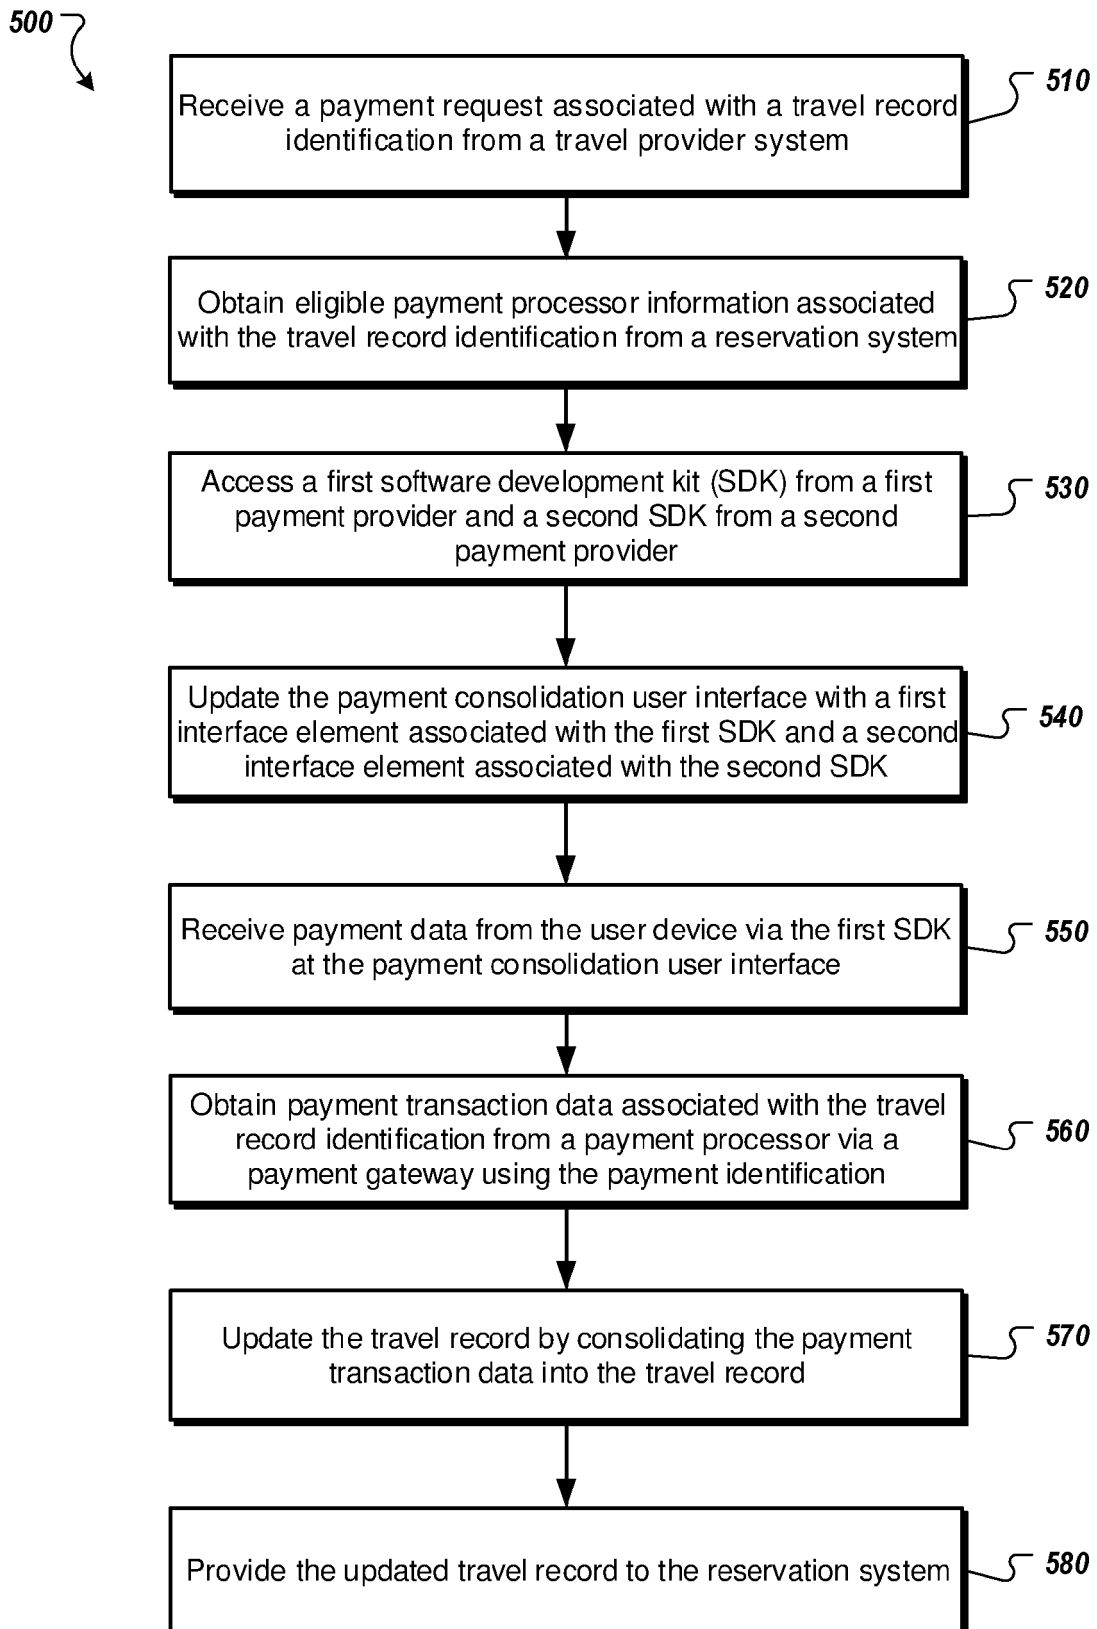 500
Receive a payment request associated with a travel record
identification from a travel provider system
510
Obtain eligible payment processor information associated
with the travel record identification from a reservation system
520
Access a first software development kit (SDK) from a first
payment provider and a second SDK from a second
payment provider
530
Update the payment consolidation user interface with a first
interface element associated with the first SDK and a second
interface element associated with the second SDK
540
Receive payment data from the user device via the first SDK
at the payment consolidation user interface
550
Obtain payment transaction data associated with the travel
record identification from a payment processor via a
payment gateway using the payment identification
560
Update the travel record by consolidating the payment
transaction data into the travel record
570
Provide the updated travel record to the reservation system
580